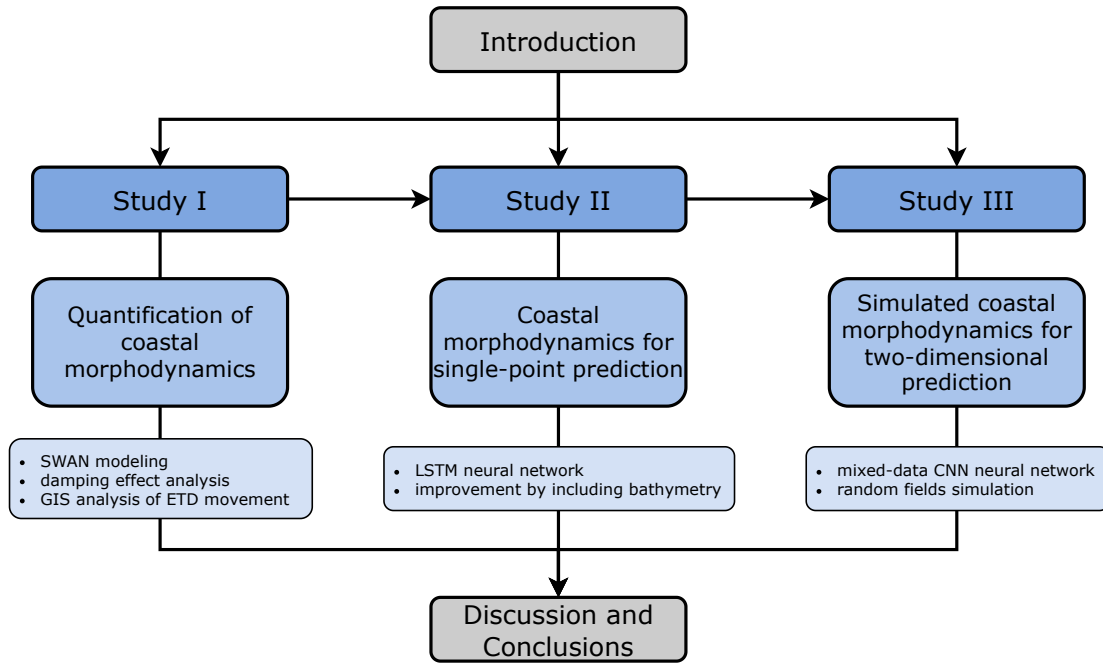 Introduction
Study I
Study II
Study III
Quantification of
coastal
morphodynamics
Coastal
morphodynamics for
single-point prediction
Simulated coastal
morphodynamics for
two-dimensional
prediction
• SWAN modeling
• damping effect analysis
• GIS analysis of ETD movement
• LSTM neural network
• improvement by including bathymetry
• mixed-data CNN neural network
• random fields simulation
Discussion and
Conclusions